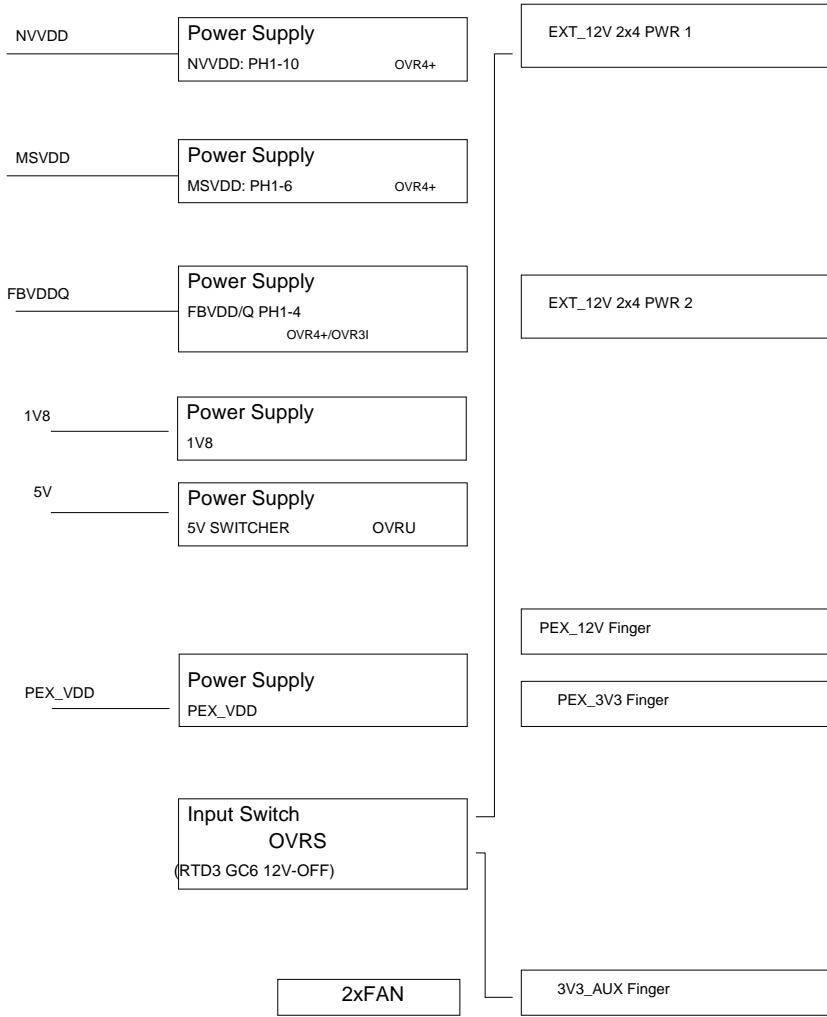 NVVDD
Power Supply
NVVDD: PH1-10 OVR4+
EXT_12V 2x4 PWR 1
MSVDD
Power Supply
MSVDD: PH1-6 OVR4+
FBVDDQ
Power Supply
FBVDD/Q PH1-4
OVR4+/OVR3I
EXT_12V 2x4 PWR 2
1V8
Power Supply
1V8
5V
Power Supply
5V SWITCHER OVRU
PEX_12V Finger
PEX_VDD
Power Supply
PEX_VDD
PEX_3V3 Finger
Input Switch
OVRS
(RTD3 GC6 12V-OFF)
2xFAN
3V3_AUX Finger